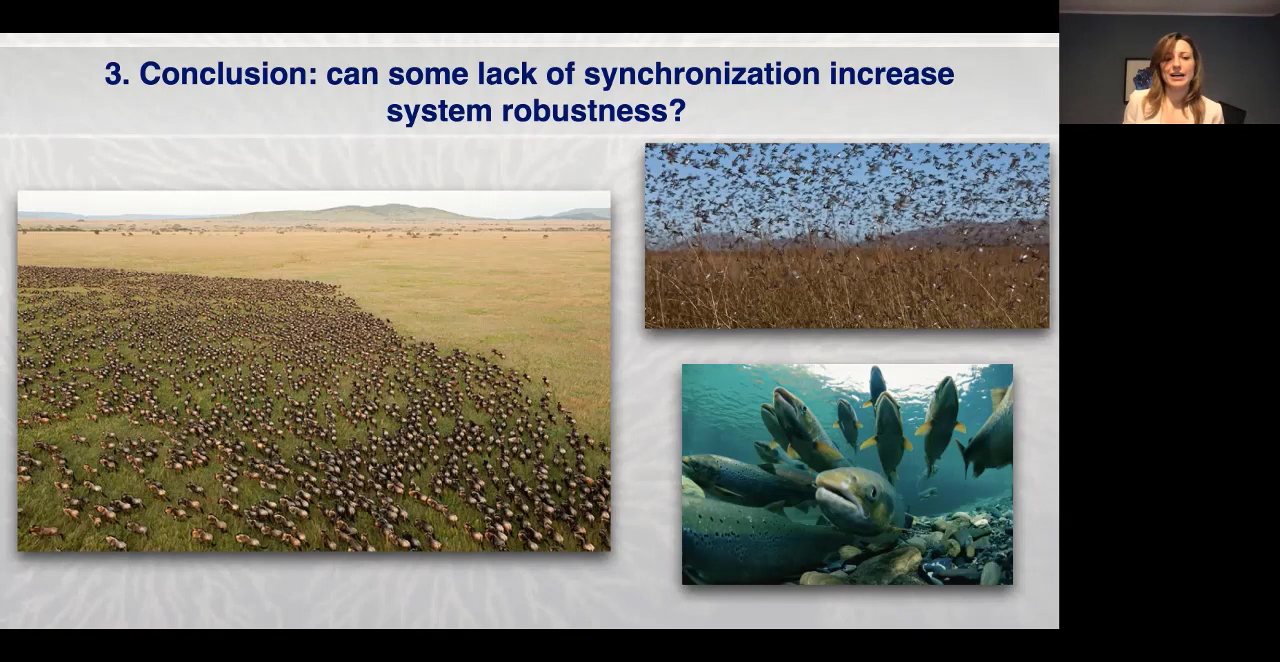 3. Conclusion: can some lack of synchronization increase
system robustness?